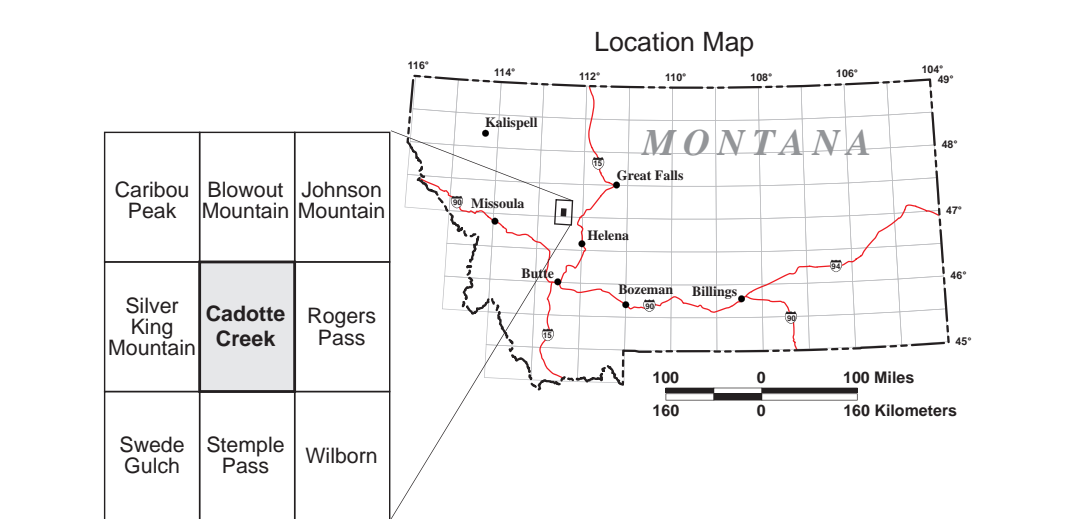 Location Map
116°
114°
112°
110°
108°
106°
104°
49°
48°
47°
46°
45°
MONTANA
Kalispell
15
Great Falls
90
Missoula
Helena
Butte
Bozeman
90
Billings
94
90
15
Caribou
Peak
Blowout
Mountain
Johnson
Mountain
Silver
King
Mountain
Cadotte
Creek
Rogers
Pass
Swede
Gulch
Stemple
Pass
Wilborn
100 0 100 Miles
160 0 160 Kilometers